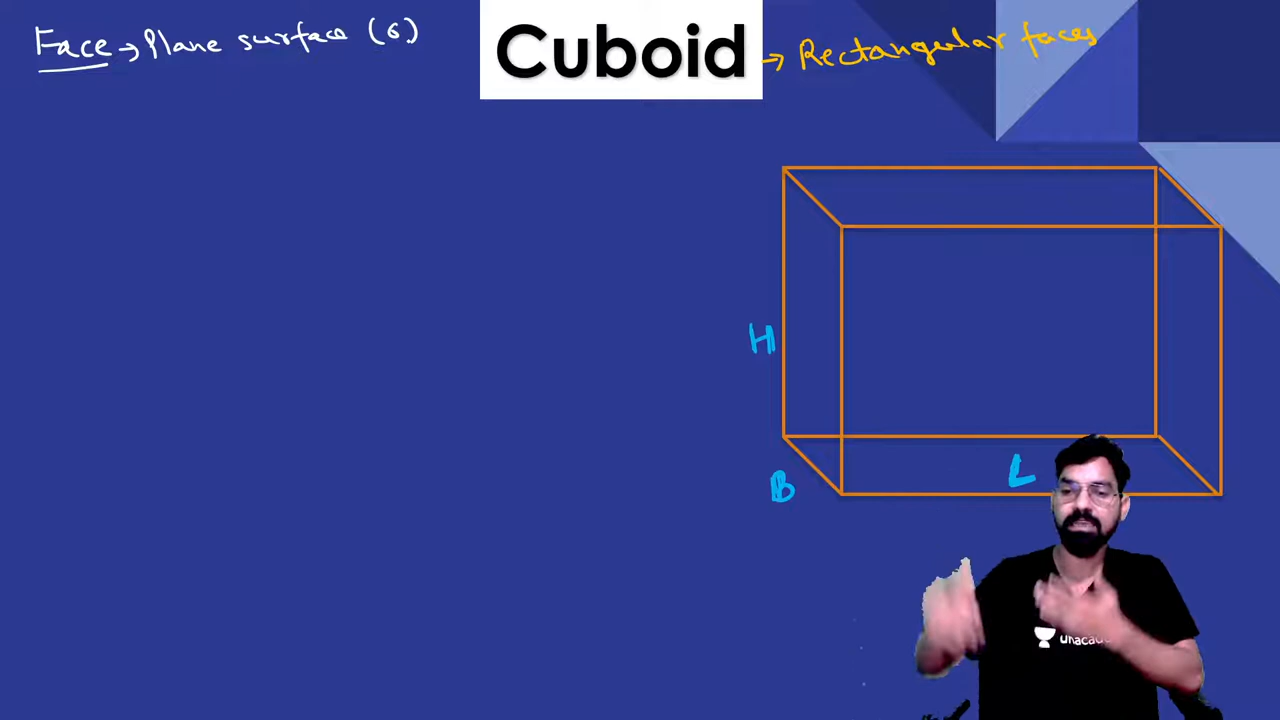 Face → Plane surface (6)
Cuboid → Rectangular faces
H
B
L